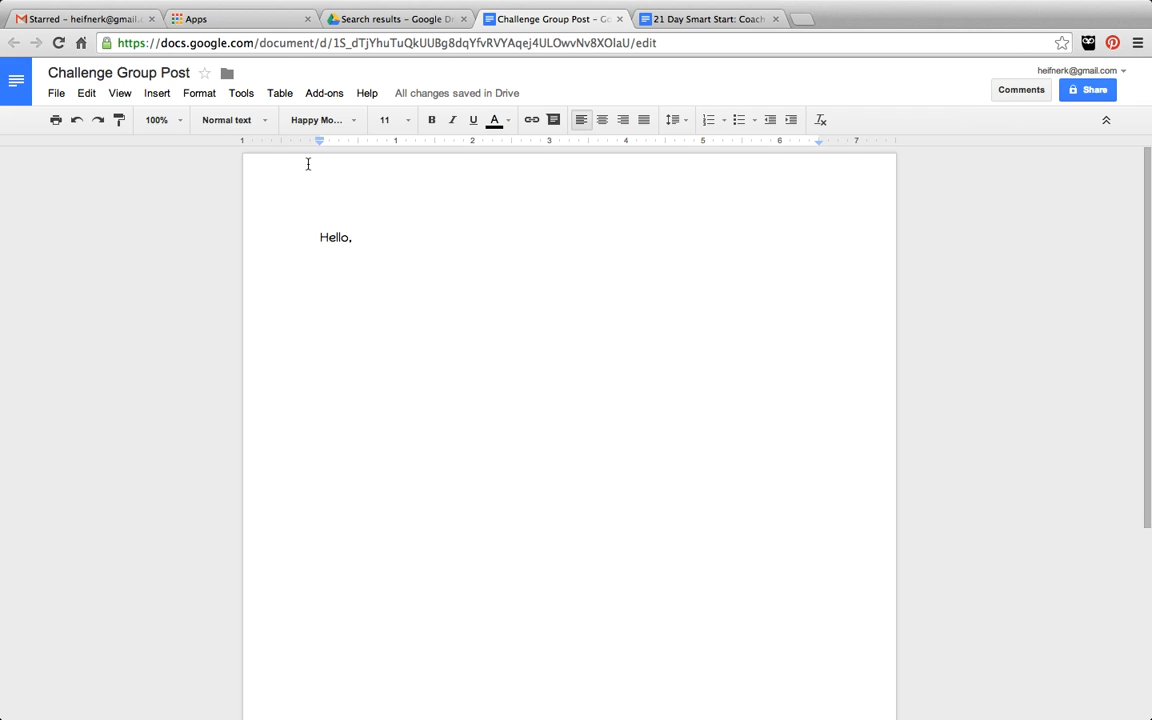 Starred – heifnerk@gmail.c
Apps
Search results – Google Dr
Challenge Group Post – Go
21 Day Smart Start: Coach
https://docs.google.com/document/d/1S_dTjYhuTuQkUUBg8dqYfvRVYAqej4ULOwvNv8XOlaU/edit
Challenge Group Post
heifnerk@gmail.com
File Edit View Insert Format Tools Table Add-ons Help All changes saved in Drive
Comments
Share
100% Normal text Happy Mo... 11 B I U A
1 1 2 3 4 5 6 7
Hello,